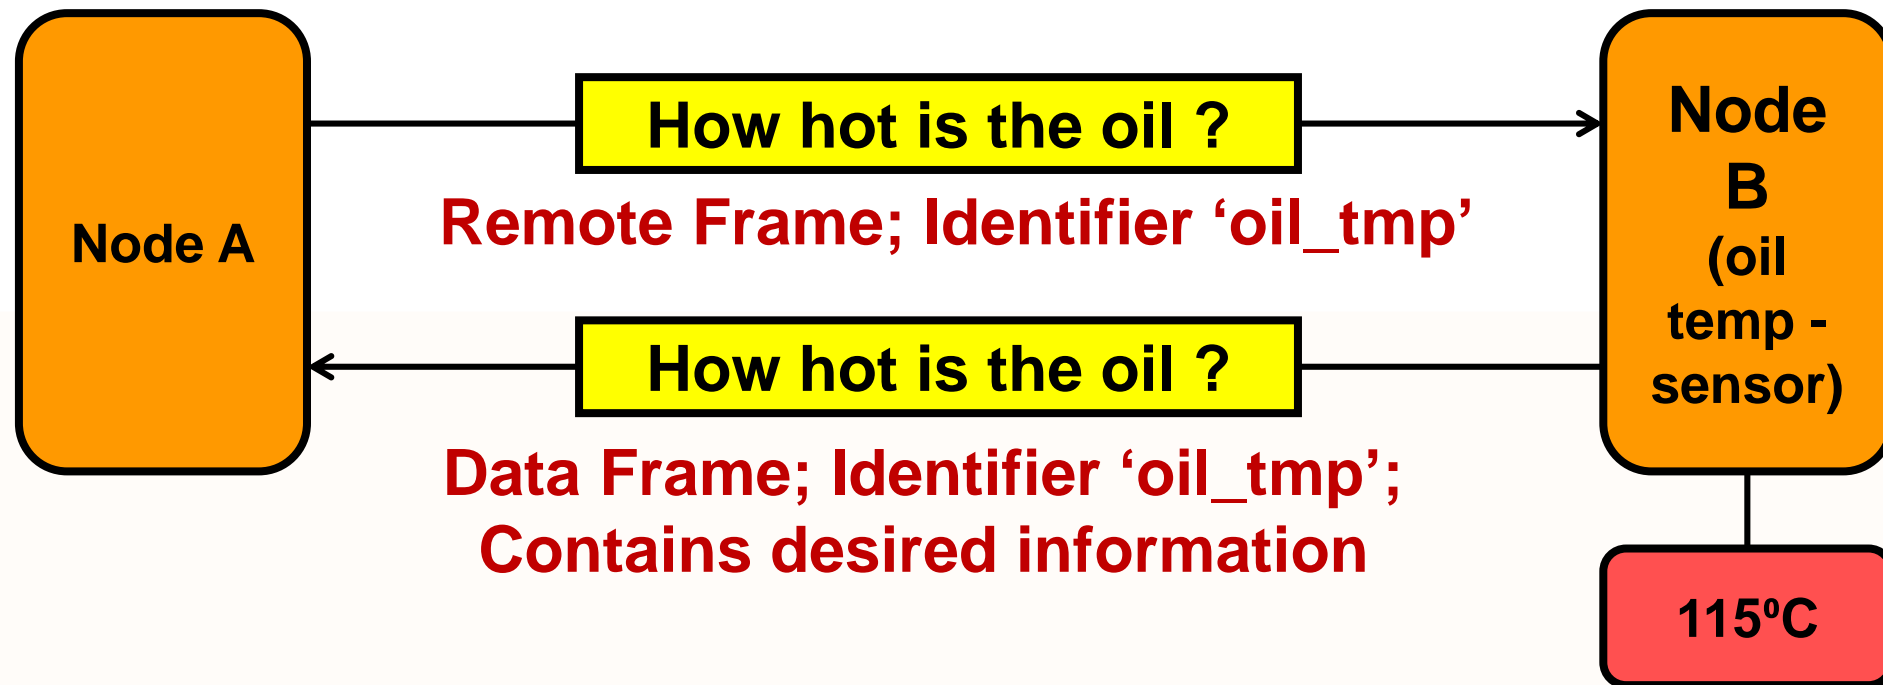 Node A
How hot is the oil ?
Remote Frame; Identifier ‘oil_tmp’
How hot is the oil ?
Data Frame; Identifier ‘oil_tmp’;
Contains desired information
Node
B
(oil
temp -
sensor)
115⁰C